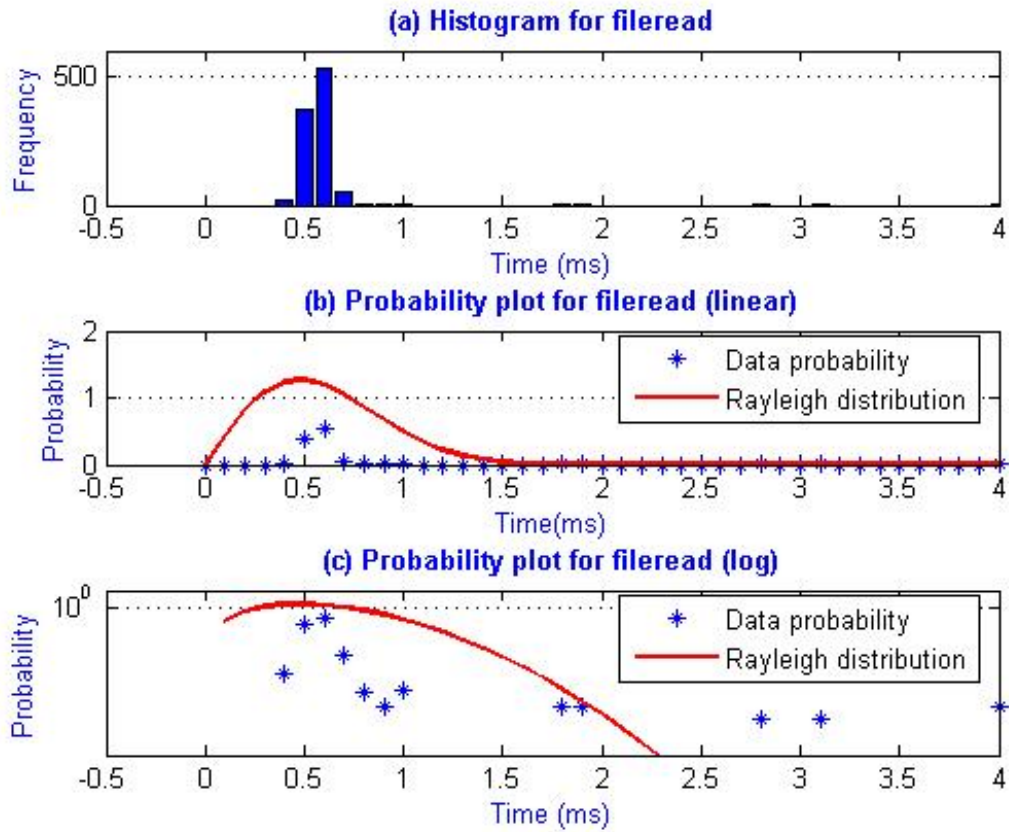 (a) Histogram for fileread
Frequency
500
0
-0.5 0 0.5 1 1.5 2 2.5 3 3.5 4
Time (ms)
(b) Probability plot for fileread (linear)
Probability
2
1
0
Data probability
Rayleigh distribution
-0.5 0 0.5 1 1.5 2 2.5 3 3.5 4
Time(ms)
(c) Probability plot for fileread (log)
Probability
10⁰
Data probability
Rayleigh distribution
-0.5 0 0.5 1 1.5 2 2.5 3 3.5 4
Time (ms)